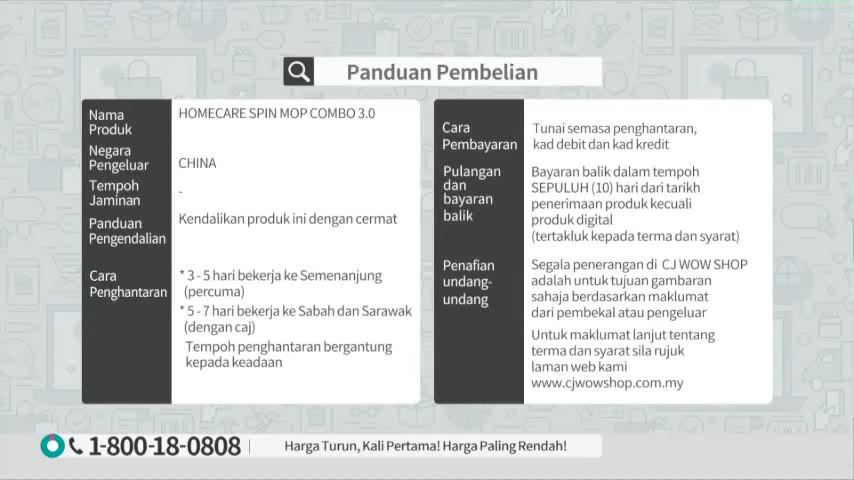 Panduan Pembelian
Nama
Produk
HOMECARE SPIN MOP COMBO 3.0
Negara
Pengeluar
CHINA
Tempoh
Jaminan
-
Panduan
Pengendalian
Kendalikan produk ini dengan cermat
Cara
Penghantaran
* 3 - 5 hari bekerja ke Semenanjung
(percuma)
* 5 - 7 hari bekerja ke Sabah dan Sarawak
(dengan caj)
Tempoh penghantaran bergantung
kepada keadaan
Cara
Pembayaran
Tunai semasa penghantaran,
kad debit dan kad kredit
Pulangan
dan
bayaran
balik
Bayaran balik dalam tempoh
SEPULUH (10) hari dari tarikh
penerimaan produk kecuali
produk digital
(tertakluk kepada terma dan syarat)
Penafian
undang-
undang
Segala penerangan di CJ WOW SHOP
adalah untuk tujuan gambaran
sahaja berdasarkan maklumat
dari pembekal atau pengeluar
Untuk maklumat lanjut tentang
terma dan syarat sila rujuk
laman web kami
www.cjwowshop.com.my
1-800-18-0808
Harga Turun, Kali Pertama! Harga Paling Rendah!